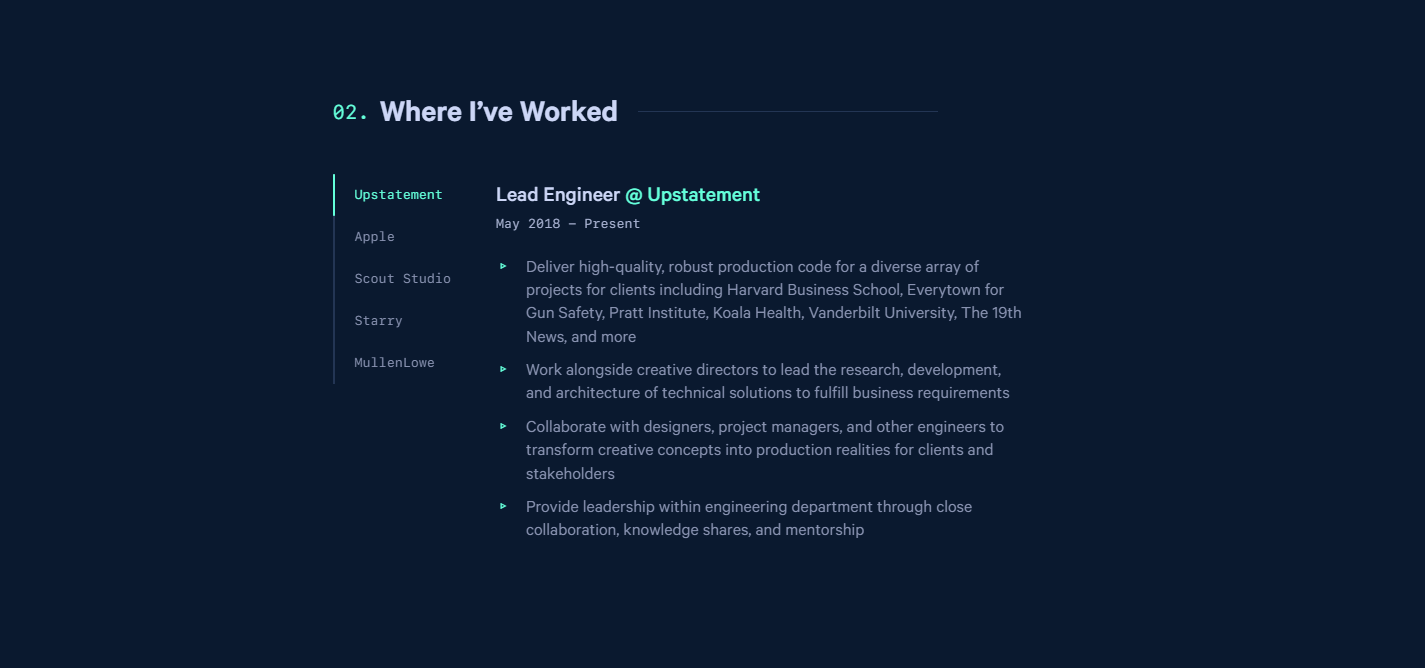 02. Where I’ve Worked
Upstatement
Apple
Scout Studio
Starry
MullenLowe
Lead Engineer @ Upstatement
May 2018 – Present
Deliver high-quality, robust production code for a diverse array of
projects for clients including Harvard Business School, Everytown for
Gun Safety, Pratt Institute, Koala Health, Vanderbilt University, The 19th
News, and more
Work alongside creative directors to lead the research, development,
and architecture of technical solutions to fulfill business requirements
Collaborate with designers, project managers, and other engineers to
transform creative concepts into production realities for clients and
stakeholders
Provide leadership within engineering department through close
collaboration, knowledge shares, and mentorship